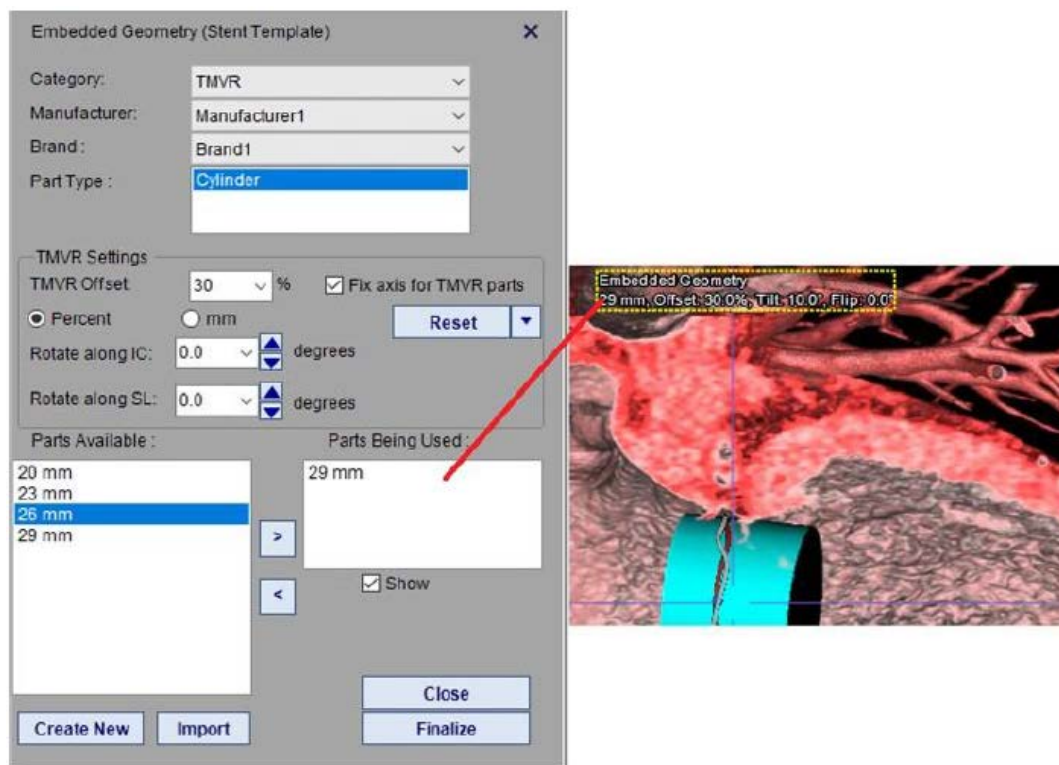 Embedded Geometry (Stent Template)
Category: TMVR
Manufacturer: Manufacturer1
Brand: Brand1
Part Type : Cylinder
TMVR Settings
TMVR Offset 30 % Fix axis for TMVR parts
Percent mm Reset
Rotate along IC: 0.0 degrees
Rotate along SL: 0.0 degrees
Parts Available : Parts Being Used :
20 mm
23 mm
26 mm
29 mm
29 mm
>
<
Show
Close
Create New Import Finalize
Embedded Geometry
29 mm, Offset: 30.0%, Tilt: 10.0°, Flip: 0.0°